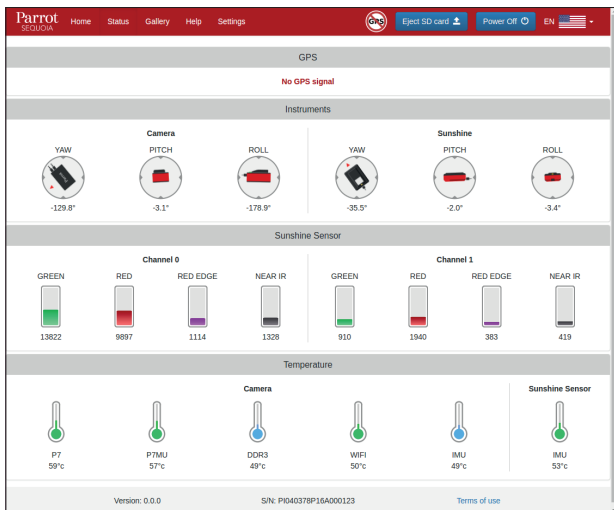 Parrot Home Status Gallery Help Settings GPS Eject SD card Power Off EN
SEQUOIA
GPS
No GPS signal
Instruments
Camera Sunshine
YAW PITCH ROLL YAW PITCH ROLL
-129.8° -3.1° -178.9° -35.5° -2.0° -3.4°
Sunshine Sensor
Channel 0 Channel 1
GREEN RED RED EDGE NEAR IR GREEN RED RED EDGE NEAR IR
13822 9897 1114 1328 910 1940 383 419
Temperature
Camera Sunshine Sensor
P7 P7MU DDR3 WIFI IMU IMU
59°c 57°c 49°c 50°c 49°c 53°c
Version: 0.0.0 S/N: PI040378P16A000123 Terms of use